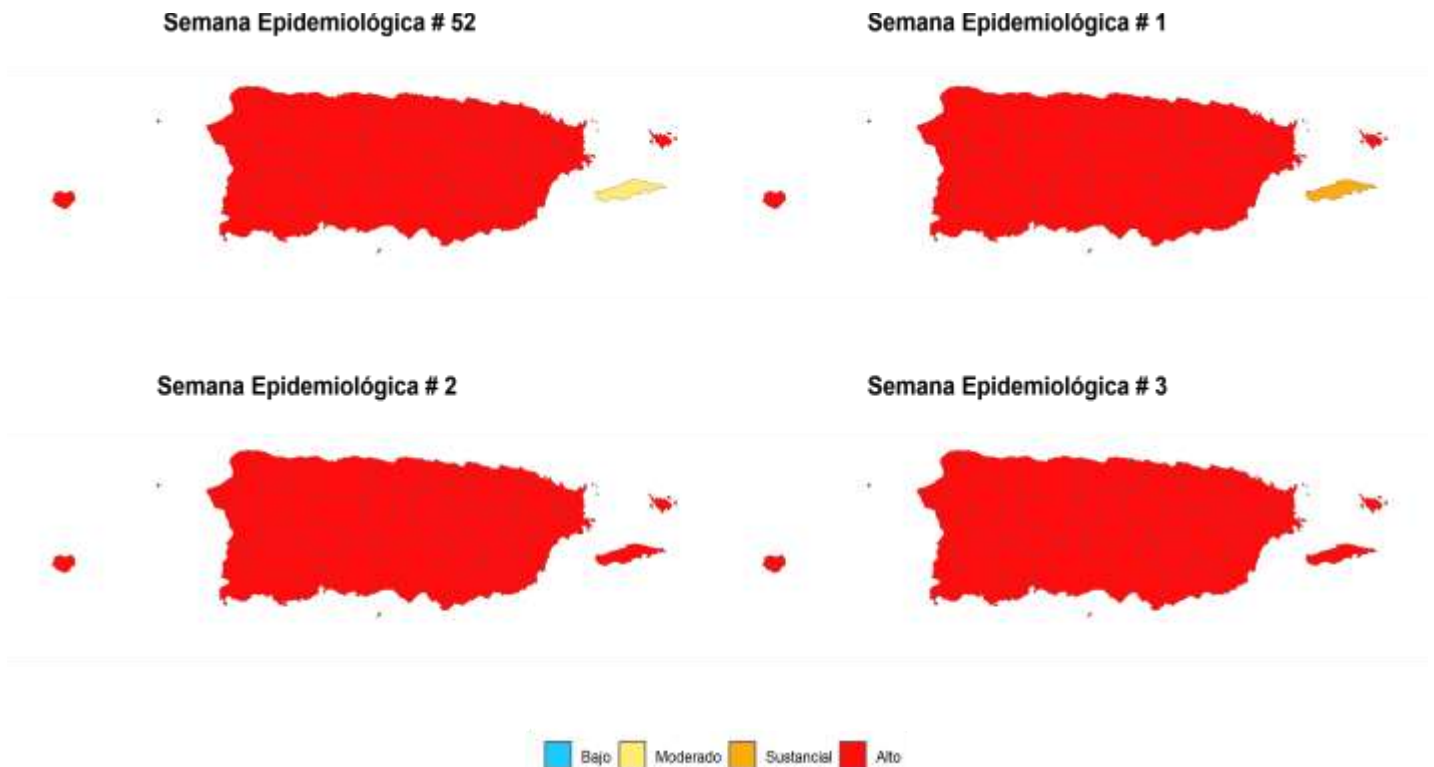 Semana Epidemiológica # 52
Semana Epidemiológica # 1
Semana Epidemiológica # 2
Semana Epidemiológica # 3
Bajo Moderado Sustancial Alto